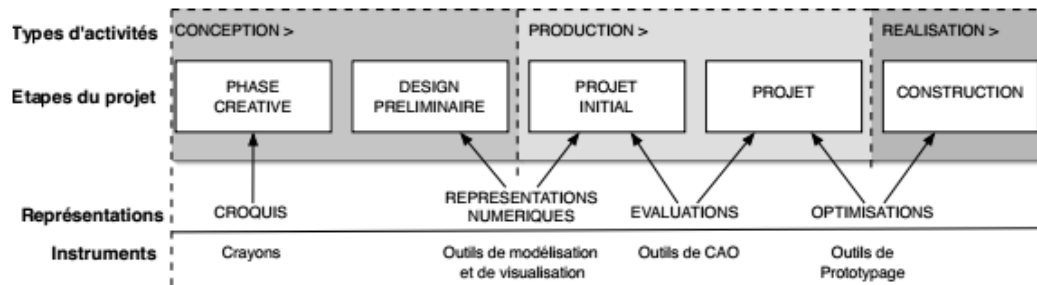 Types d'activités
CONCEPTION >
PRODUCTION >
REALISATION >
Etapes du projet
PHASE
CREATIVE
DESIGN
PRELIMINAIRE
PROJET
INITIAL
PROJET
CONSTRUCTION
Représentations
CROQUIS
REPRESENTATIONS
NUMERIQUES
EVALUATIONS
OPTIMISATIONS
Instruments
Crayons
Outils de modélisation
et de visualisation
Outils de CAO
Outils de
Prototypage